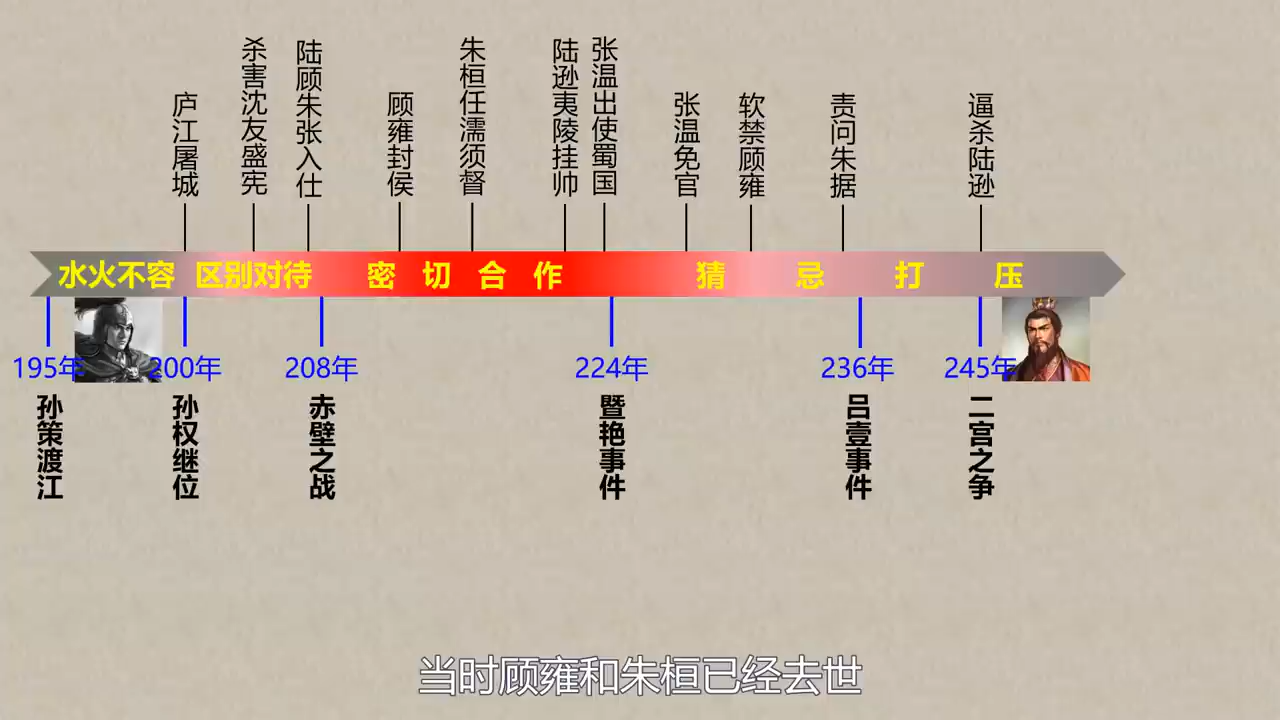 庐江屠城
杀害沈友盛宪
陆顾朱张入仕
顾雍封侯
朱桓任濡须督
陆逊夷陵挂帅
张温出使蜀国
张温免官
软禁顾雍
责问朱据
逼杀陆逊
水火不容 区别对待 密切合作 猜忌打压
195年 200年 208年 224年 236年 245年
孙策渡江
孙权继位
赤壁之战
暨艳事件
吕壹事件
二宫之争
当时顾雍和朱桓已经去世